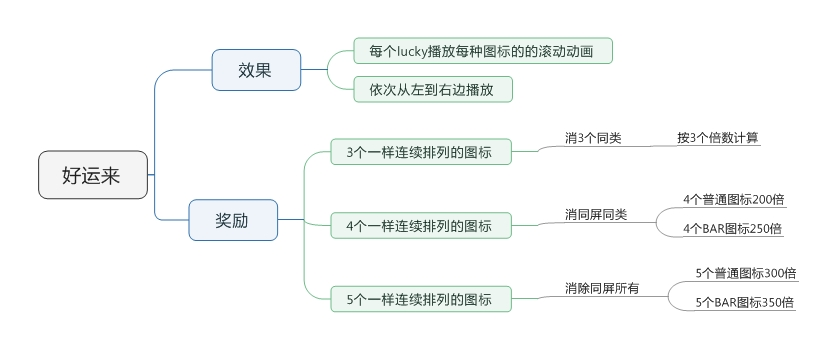 好运来
效果
每个lucky播放每种图标的的滚动动画
依次从左到右边播放
奖励
3个一样连续排列的图标
消3个同类
按3个倍数计算
4个一样连续排列的图标
消同屏同类
4个普通图标200倍
4个BAR图标250倍
5个一样连续排列的图标
消除同屏所有
5个普通图标300倍
5个BAR图标350倍